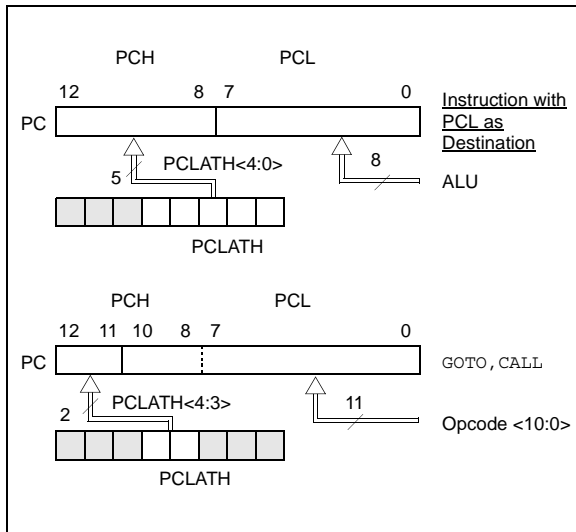 PCH PCL
12 8 7 0
Instruction with
PCL as
Destination
PC
5 PCLATH<4:0> 8
ALU
PCLATH
PCH PCL
12 11 10 8 7 0
PC GOTO, CALL
2 PCLATH<4:3> 11
Opcode <10:0>
PCLATH